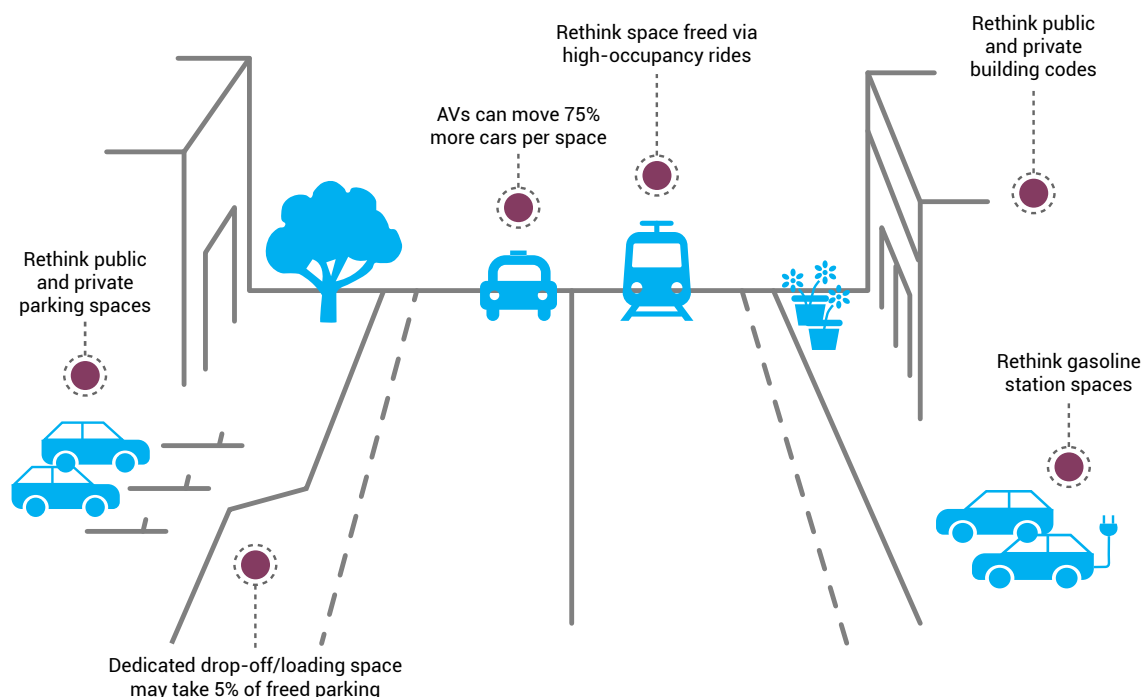 Rethink space freed via
high-occupancy rides
Rethink public
and private
building codes
AVs can move 75%
more cars per space
Rethink public
and private
parking spaces
Rethink gasoline
station spaces
Dedicated drop-off/loading space
may take 5% of freed parking